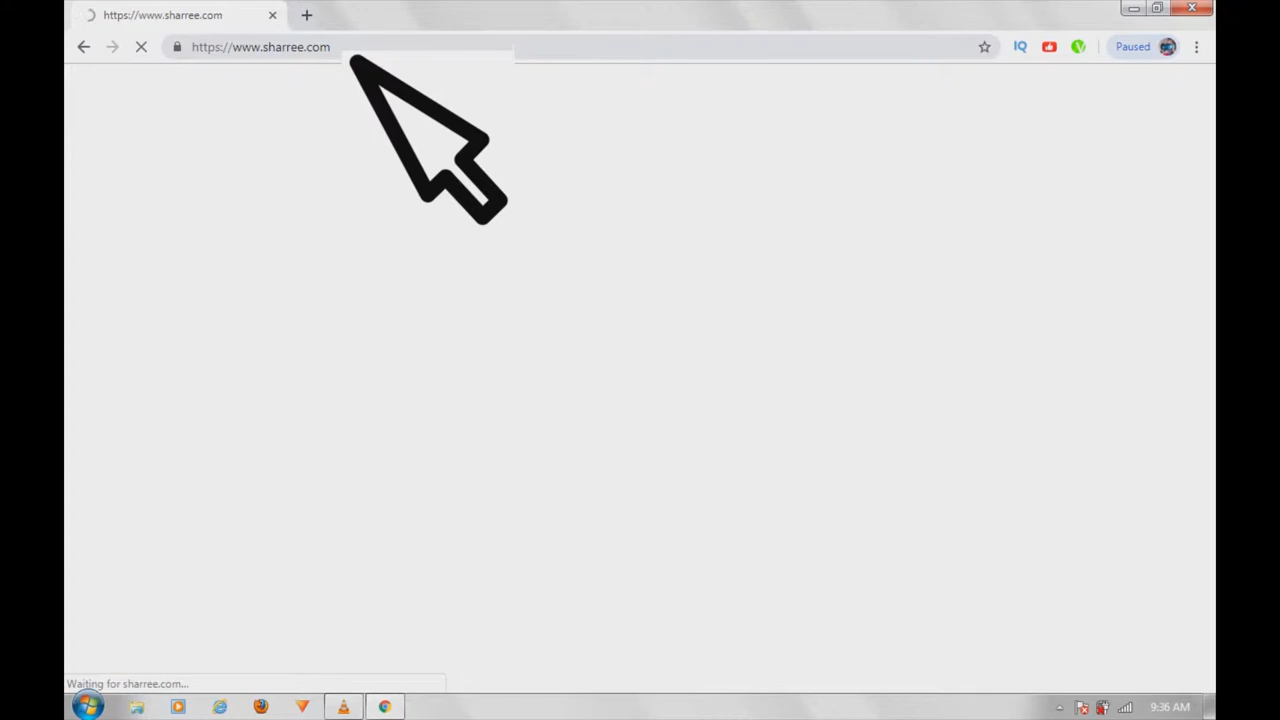 https://www.sharree.com
https://www.sharree.com
IQ
Paused
Waiting for sharree.com...
9:36 AM